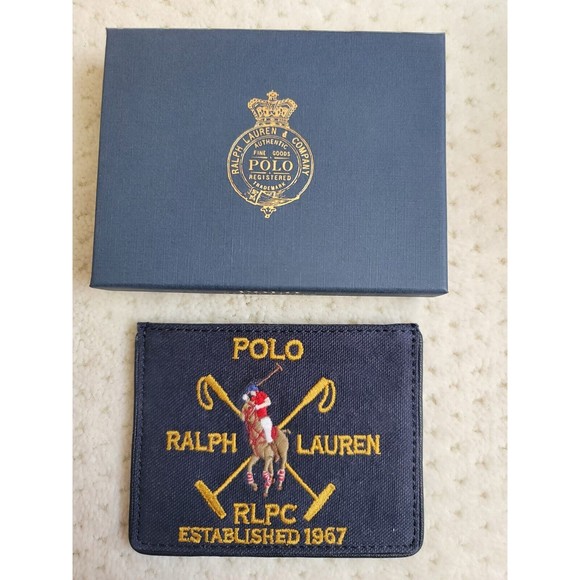 RALPH LAUREN & COMPANY
AUTHENTIC
FINE GOODS
POLO
REGISTERED
TRADEMARK
POLO
RALPH LAUREN
RLPC
ESTABLISHED 1967